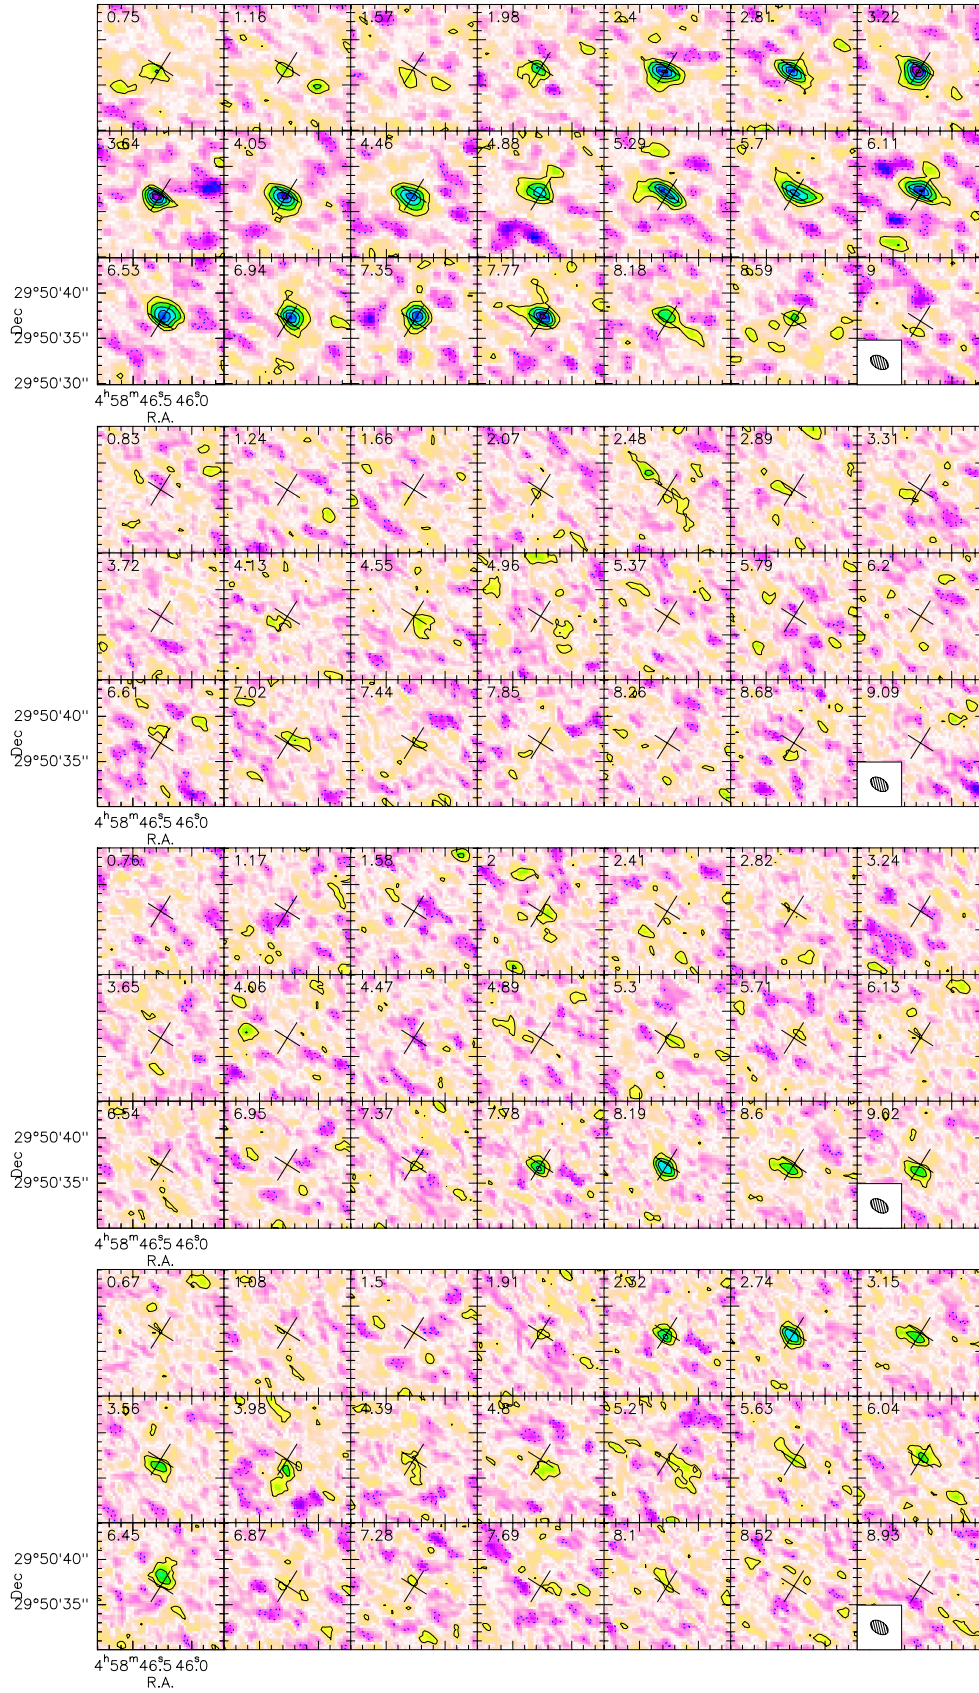 0.75 1.16 1.57 1.98 2.4 2.81 3.22
3.64 4.05 4.46 4.88 5.29 5.7 6.11
6.53 6.94 7.35 7.77 8.18 8.59 9
29°50'40"
Dec
29°50'35"
29°50'30"
4ʰ58ᵐ46ˢ.5 46ˢ.0
R.A.
0.83 1.24 1.66 2.07 2.48 2.89 3.31
3.72 4.13 4.55 4.96 5.37 5.79 6.2
6.61 7.02 7.44 7.85 8.26 8.68 9.09
29°50'40"
Dec
29°50'35"
4ʰ58ᵐ46ˢ.5 46ˢ.0
R.A.
0.76 1.17 1.58 2 2.41 2.82 3.24
3.65 4.06 4.47 4.89 5.3 5.71 6.13
6.54 6.95 7.37 7.78 8.19 8.6 9.02
29°50'40"
Dec
29°50'35"
4ʰ58ᵐ46ˢ.5 46ˢ.0
R.A.
0.67 1.08 1.5 1.91 2.32 2.74 3.15
3.56 3.98 4.39 4.8 5.21 5.63 6.04
6.45 6.87 7.28 7.69 8.1 8.52 8.93
29°50'40"
Dec
29°50'35"
4ʰ58ᵐ46ˢ.5 46ˢ.0
R.A.